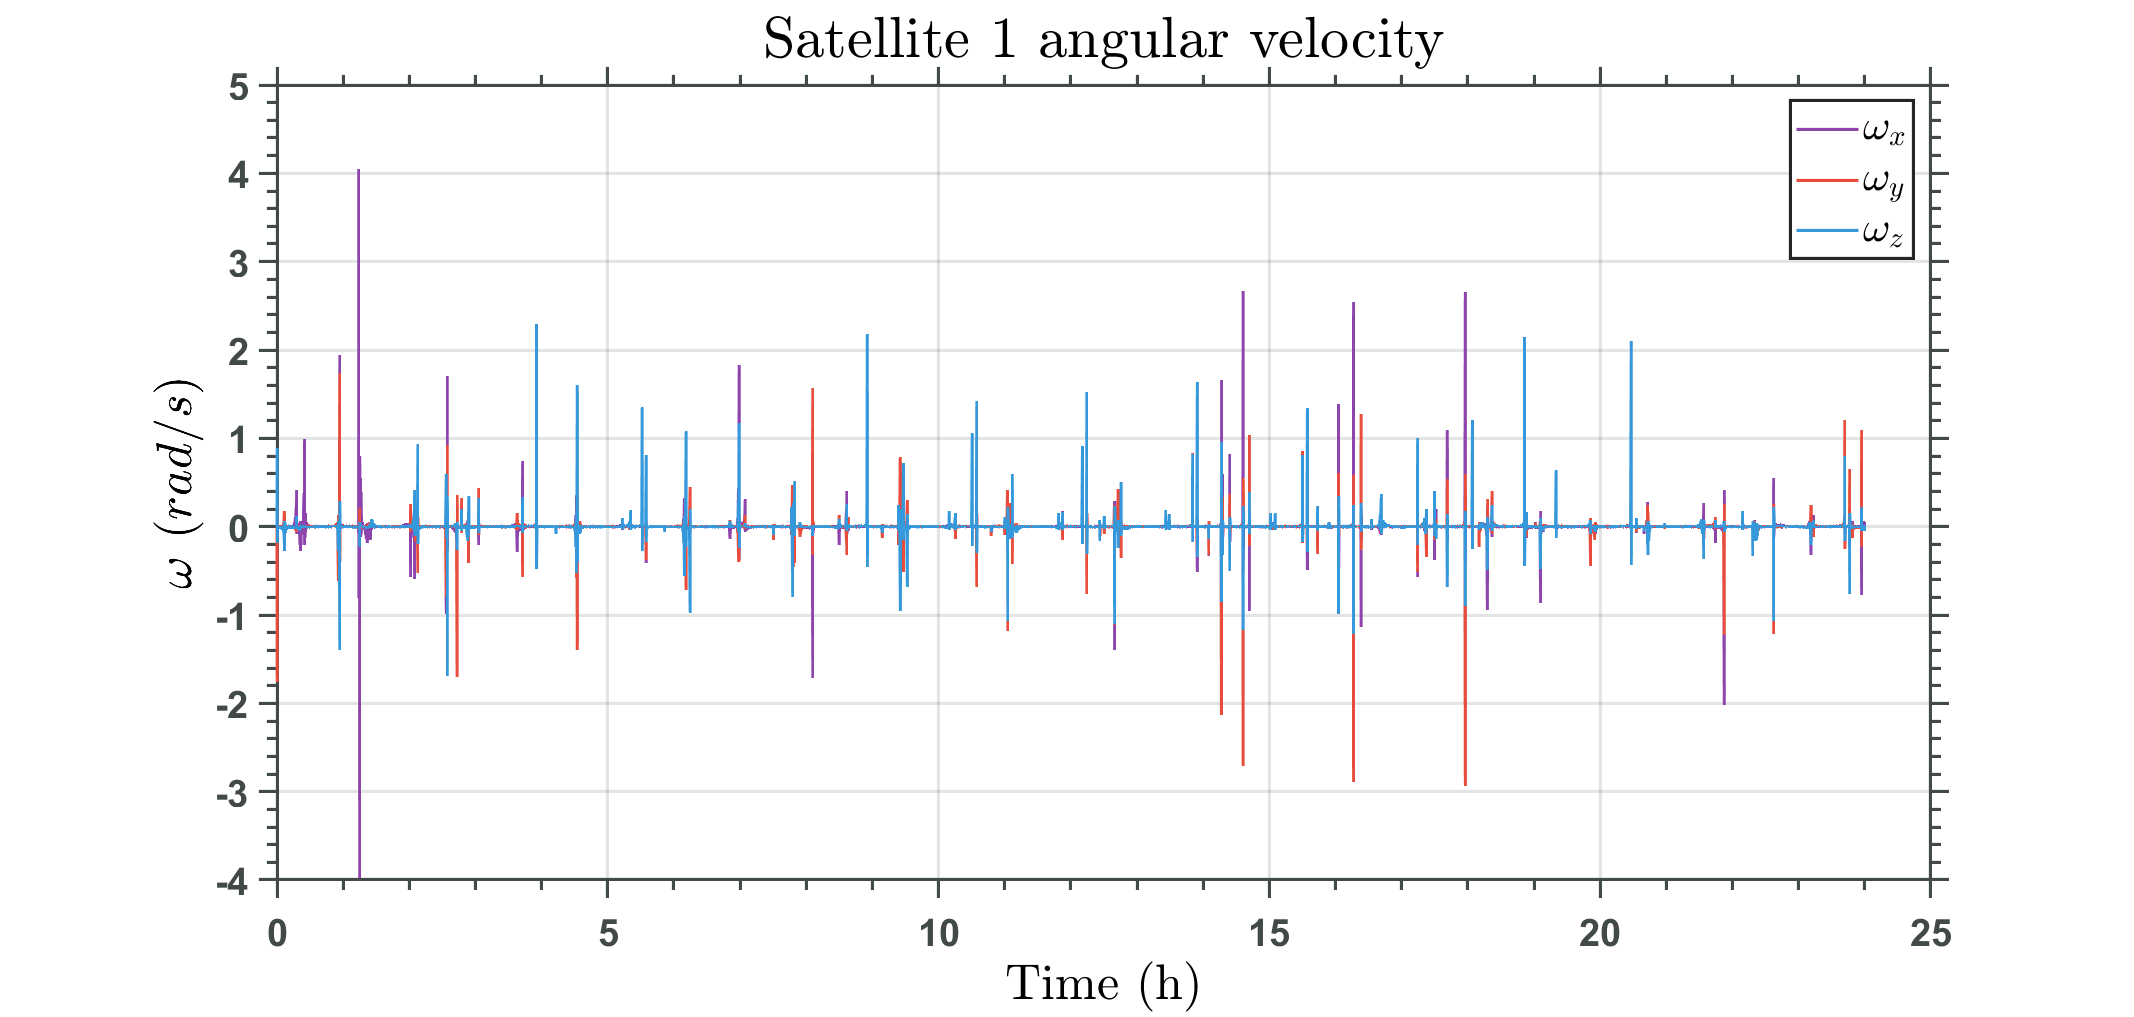 Satellite 1 angular velocity
5
4
3
2
1
0
-1
-2
-3
-4
ω (rad/s)
ωx
ωy
ωz
0 5 10 15 20 25
Time (h)